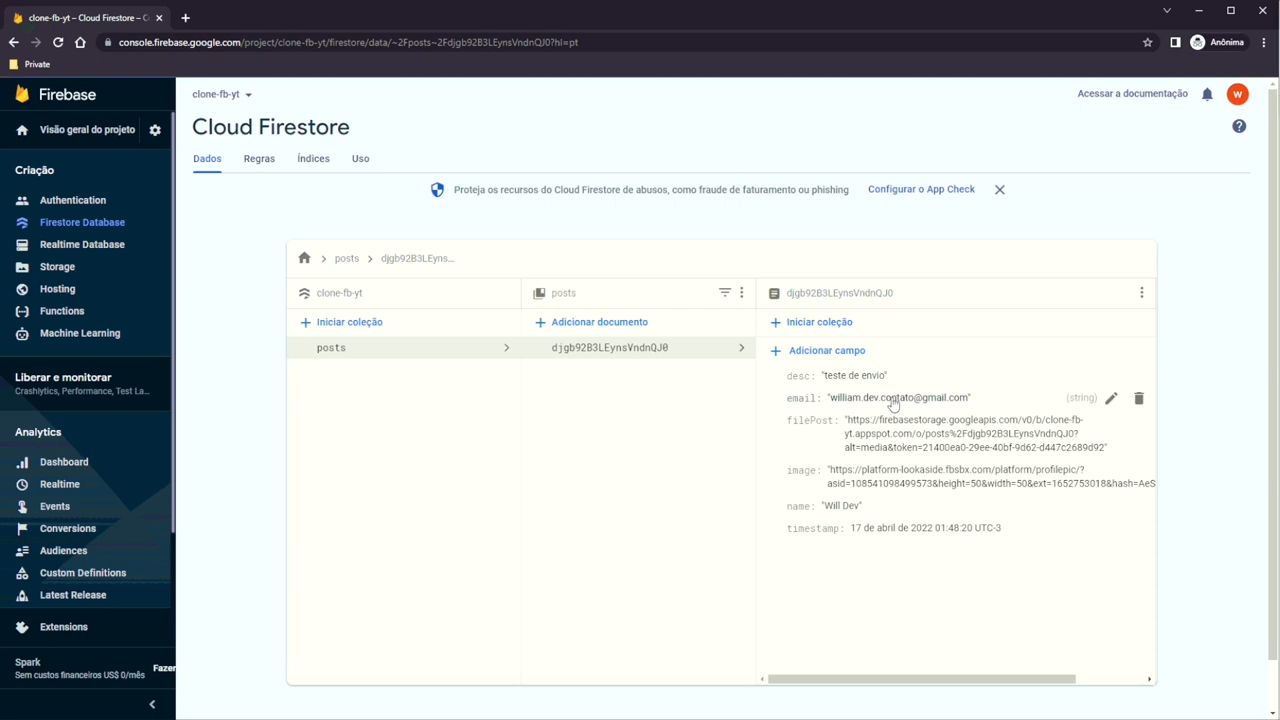 clone-fb-yt – Cloud Firestore – C
console.firebase.google.com/project/clone-fb-yt/firestore/data/~2Fposts~2Fdjgb92B3LEynsVndnQJ0?hl=pt
Anônima
Private
Firebase
Visão geral do projeto
Criação
Authentication
Firestore Database
Realtime Database
Storage
Hosting
Functions
Machine Learning
Liberar e monitorar
Crashlytics, Performance, Test La...
Analytics
Dashboard
Realtime
Events
Conversions
Audiences
Custom Definitions
Latest Release
Extensions
Spark
Sem custos financeiros US$ 0/mês
Fazer
clone-fb-yt
Acessar a documentação
W
Cloud Firestore
Dados
Regras
Índices
Uso
Proteja os recursos do Cloud Firestore de abusos, como fraude de faturamento ou phishing
Configurar o App Check
posts
djgb92B3LEyns...
clone-fb-yt
Iniciar coleção
posts
posts
Adicionar documento
djgb92B3LEynsVndnQJ0
djgb92B3LEynsVndnQJ0
Iniciar coleção
Adicionar campo
desc: "teste de envio"
email: "william.dev.contato@gmail.com" (string)
filePost: "https://firebasestorage.googleapis.com/v0/b/clone-fb-
yt.appspot.com/o/posts%2Fdjgb92B3LEynsVndnQJ0?
alt=media&token=21400ea0-29ee-40bf-9d62-d447c2689d92"
image: "https://platform-lookaside.fbsbx.com/platform/profilepic/?
asid=108541098499573&height=50&width=50&ext=1652753018&hash=AeS
name: "Will Dev"
timestamp: 17 de abril de 2022 01:48:20 UTC-3